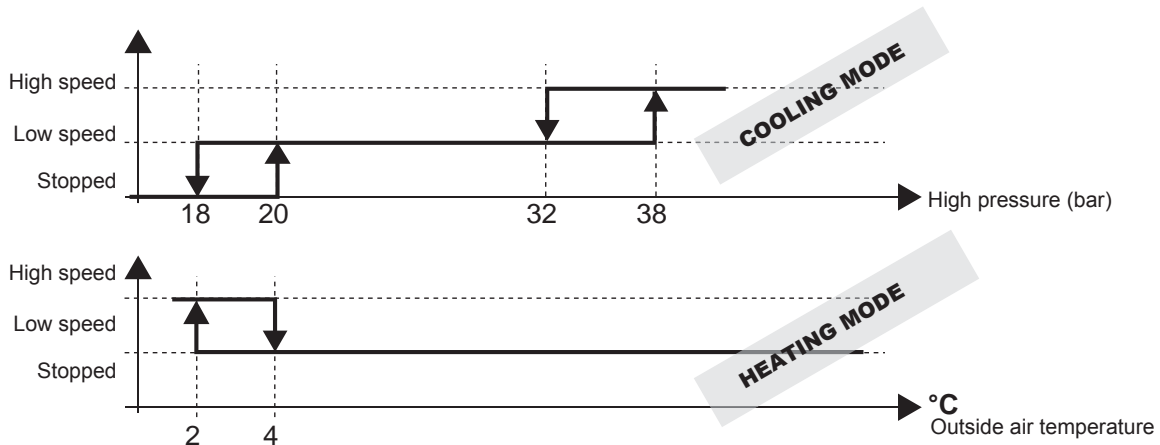 High speed
Low speed
Stopped
COOLING MODE
18 20 32 38
High pressure (bar)
High speed
Low speed
Stopped
HEATING MODE
°C
Outside air temperature
2 4